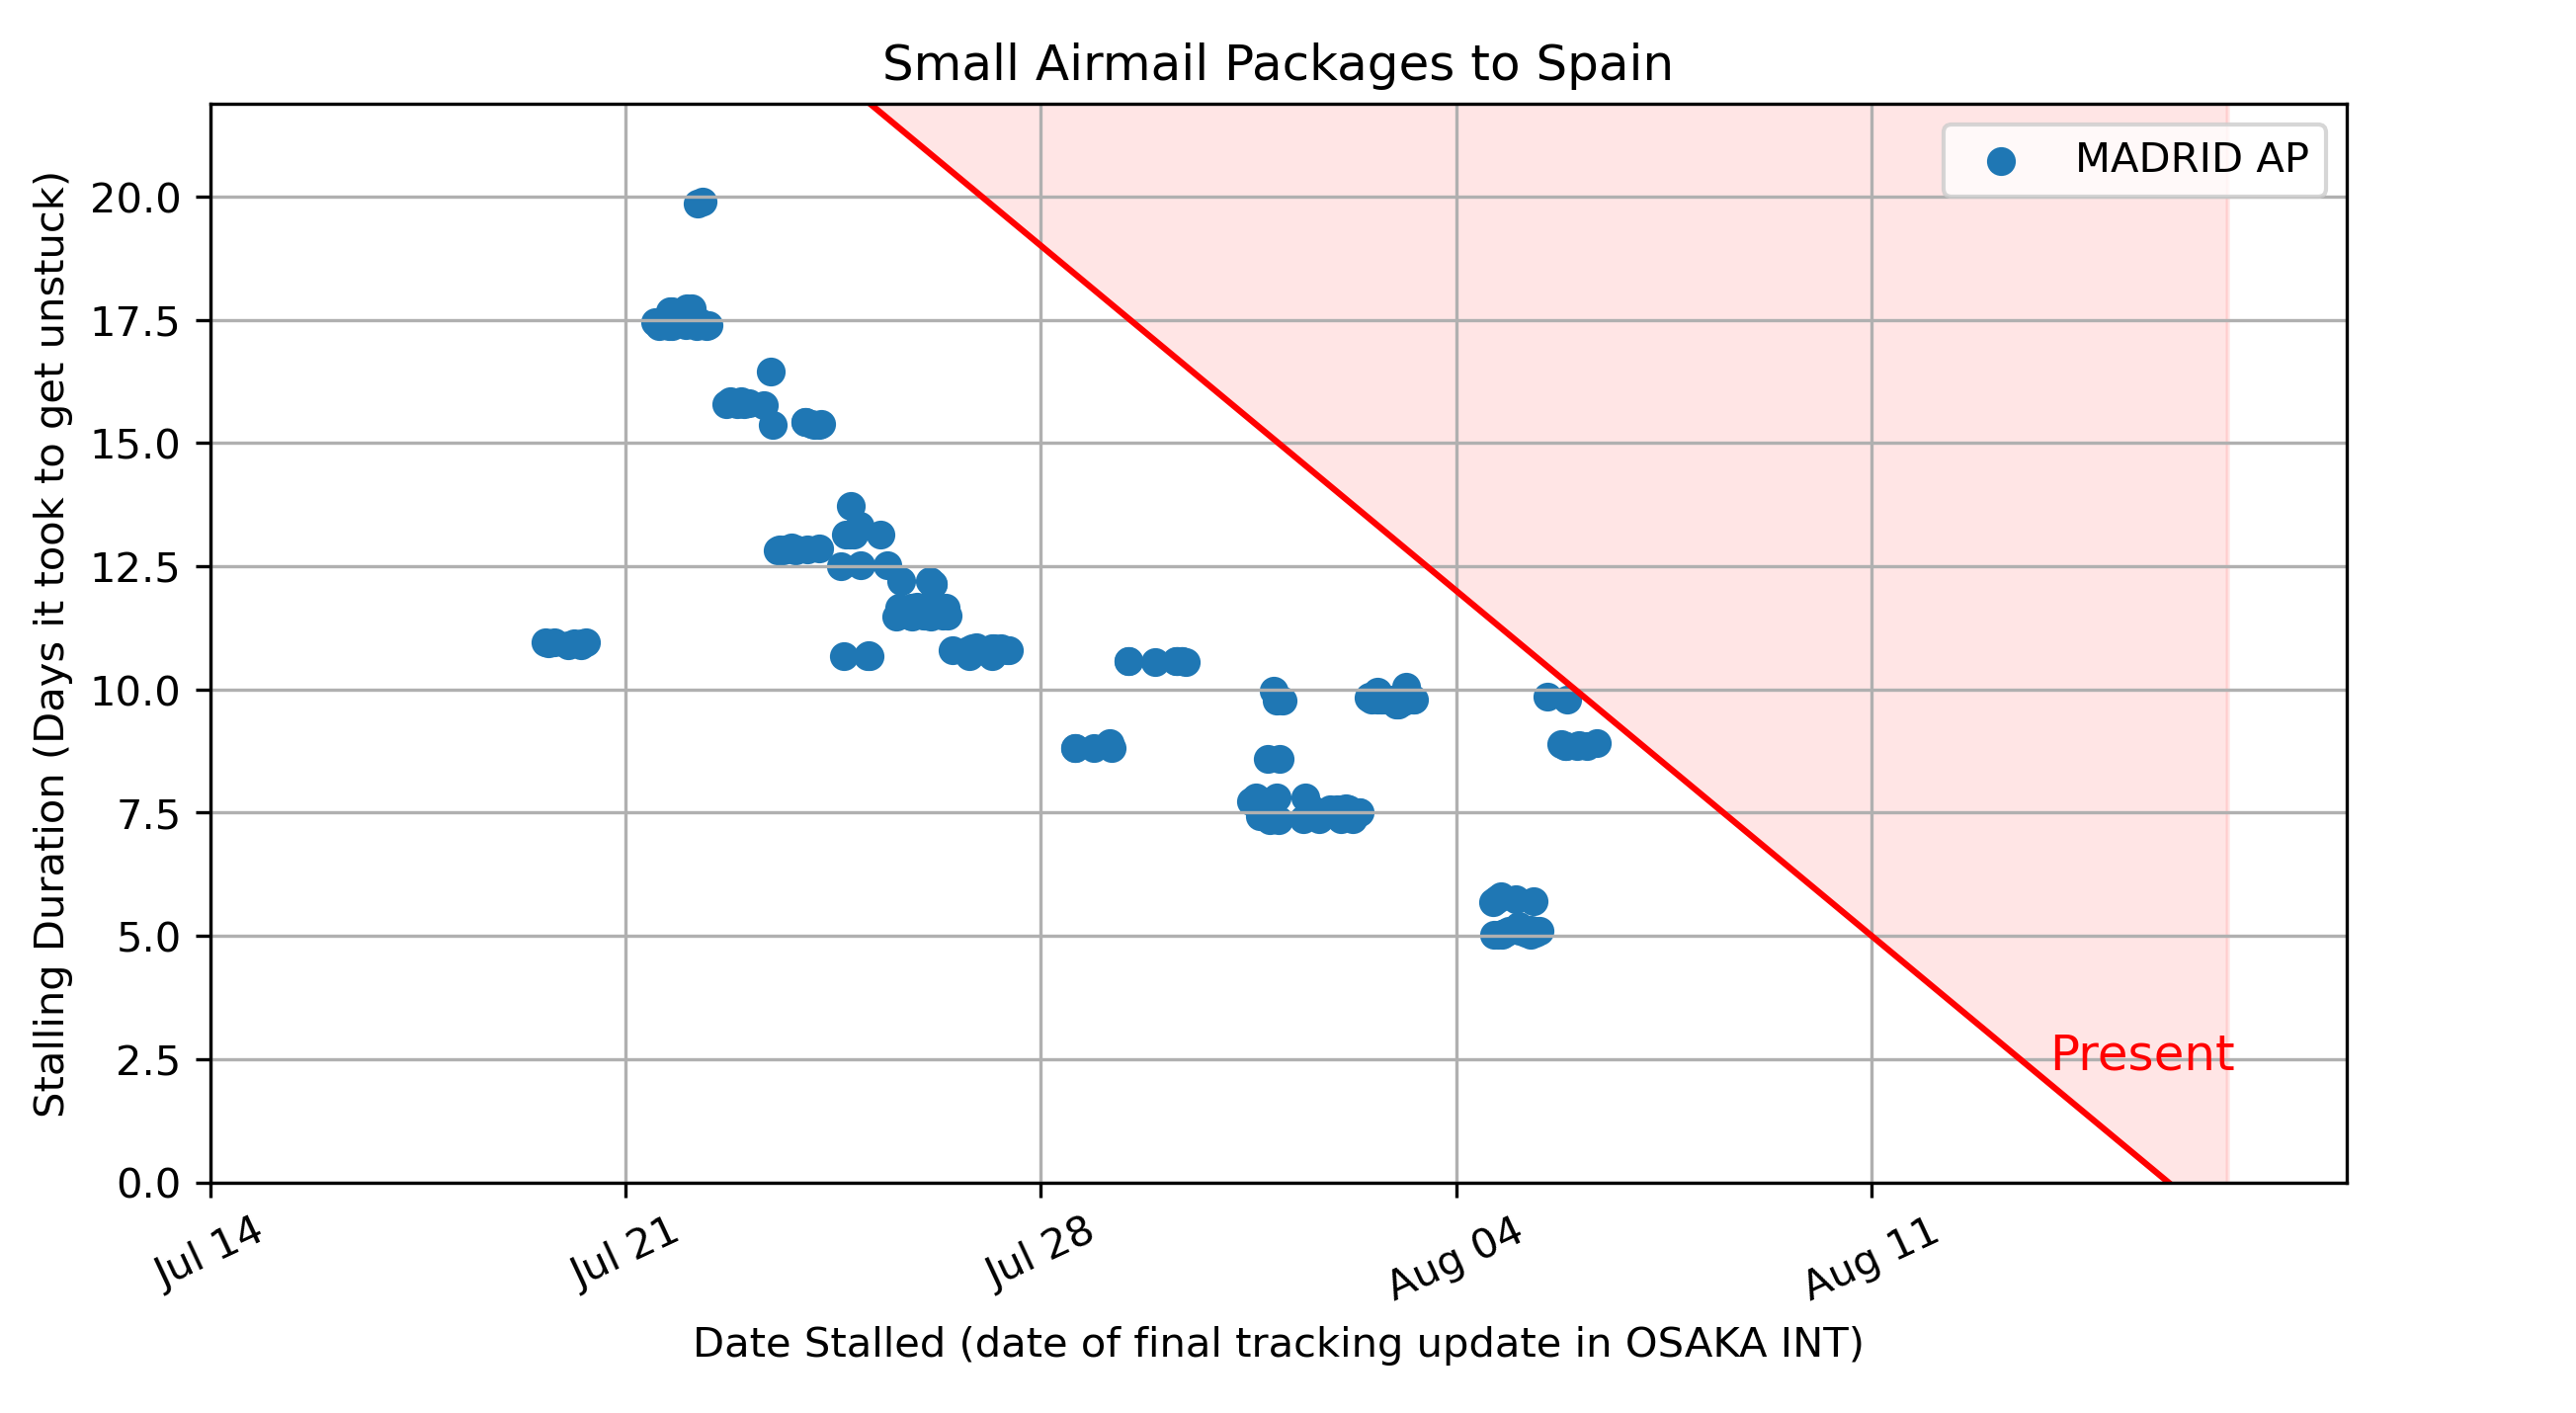 Small Airmail Packages to Spain
MADRID AP
Stalling Duration (Days it took to get unstuck)
20.0
17.5
15.0
12.5
10.0
7.5
5.0
2.5
0.0
Present
Jul 14
Jul 21
Jul 28
Aug 04
Aug 11
Date Stalled (date of final tracking update in OSAKA INT)